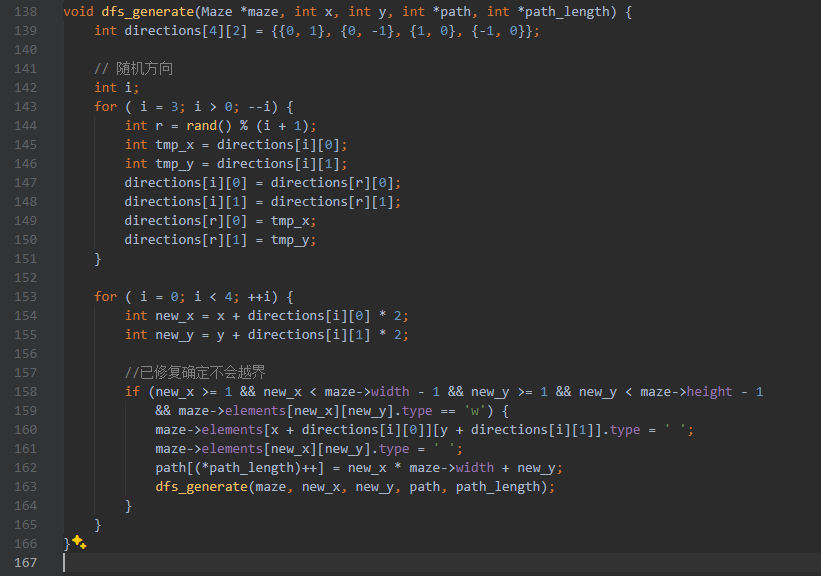 138 void dfs_generate(Maze *maze, int x, int y, int *path, int *path_length) {
139     int directions[4][2] = {{0, 1}, {0, -1}, {1, 0}, {-1, 0}};
140
141     // 随机方向
142     int i;
143     for ( i = 3; i > 0; --i) {
144         int r = rand() % (i + 1);
145         int tmp_x = directions[i][0];
146         int tmp_y = directions[i][1];
147         directions[i][0] = directions[r][0];
148         directions[i][1] = directions[r][1];
149         directions[r][0] = tmp_x;
150         directions[r][1] = tmp_y;
151     }
152
153     for ( i = 0; i < 4; ++i) {
154         int new_x = x + directions[i][0] * 2;
155         int new_y = y + directions[i][1] * 2;
156
157         //已修复确定不会越界
158         if (new_x >= 1 && new_x < maze->width - 1 && new_y >= 1 && new_y < maze->height - 1
159             && maze->elements[new_x][new_y].type == 'w') {
160             maze->elements[x + directions[i][0]][y + directions[i][1]].type = ' ';
161             maze->elements[new_x][new_y].type = ' ';
162             path[(*path_length)++] = new_x * maze->width + new_y;
163             dfs_generate(maze, new_x, new_y, path, path_length);
164         }
165     }
166 }
167